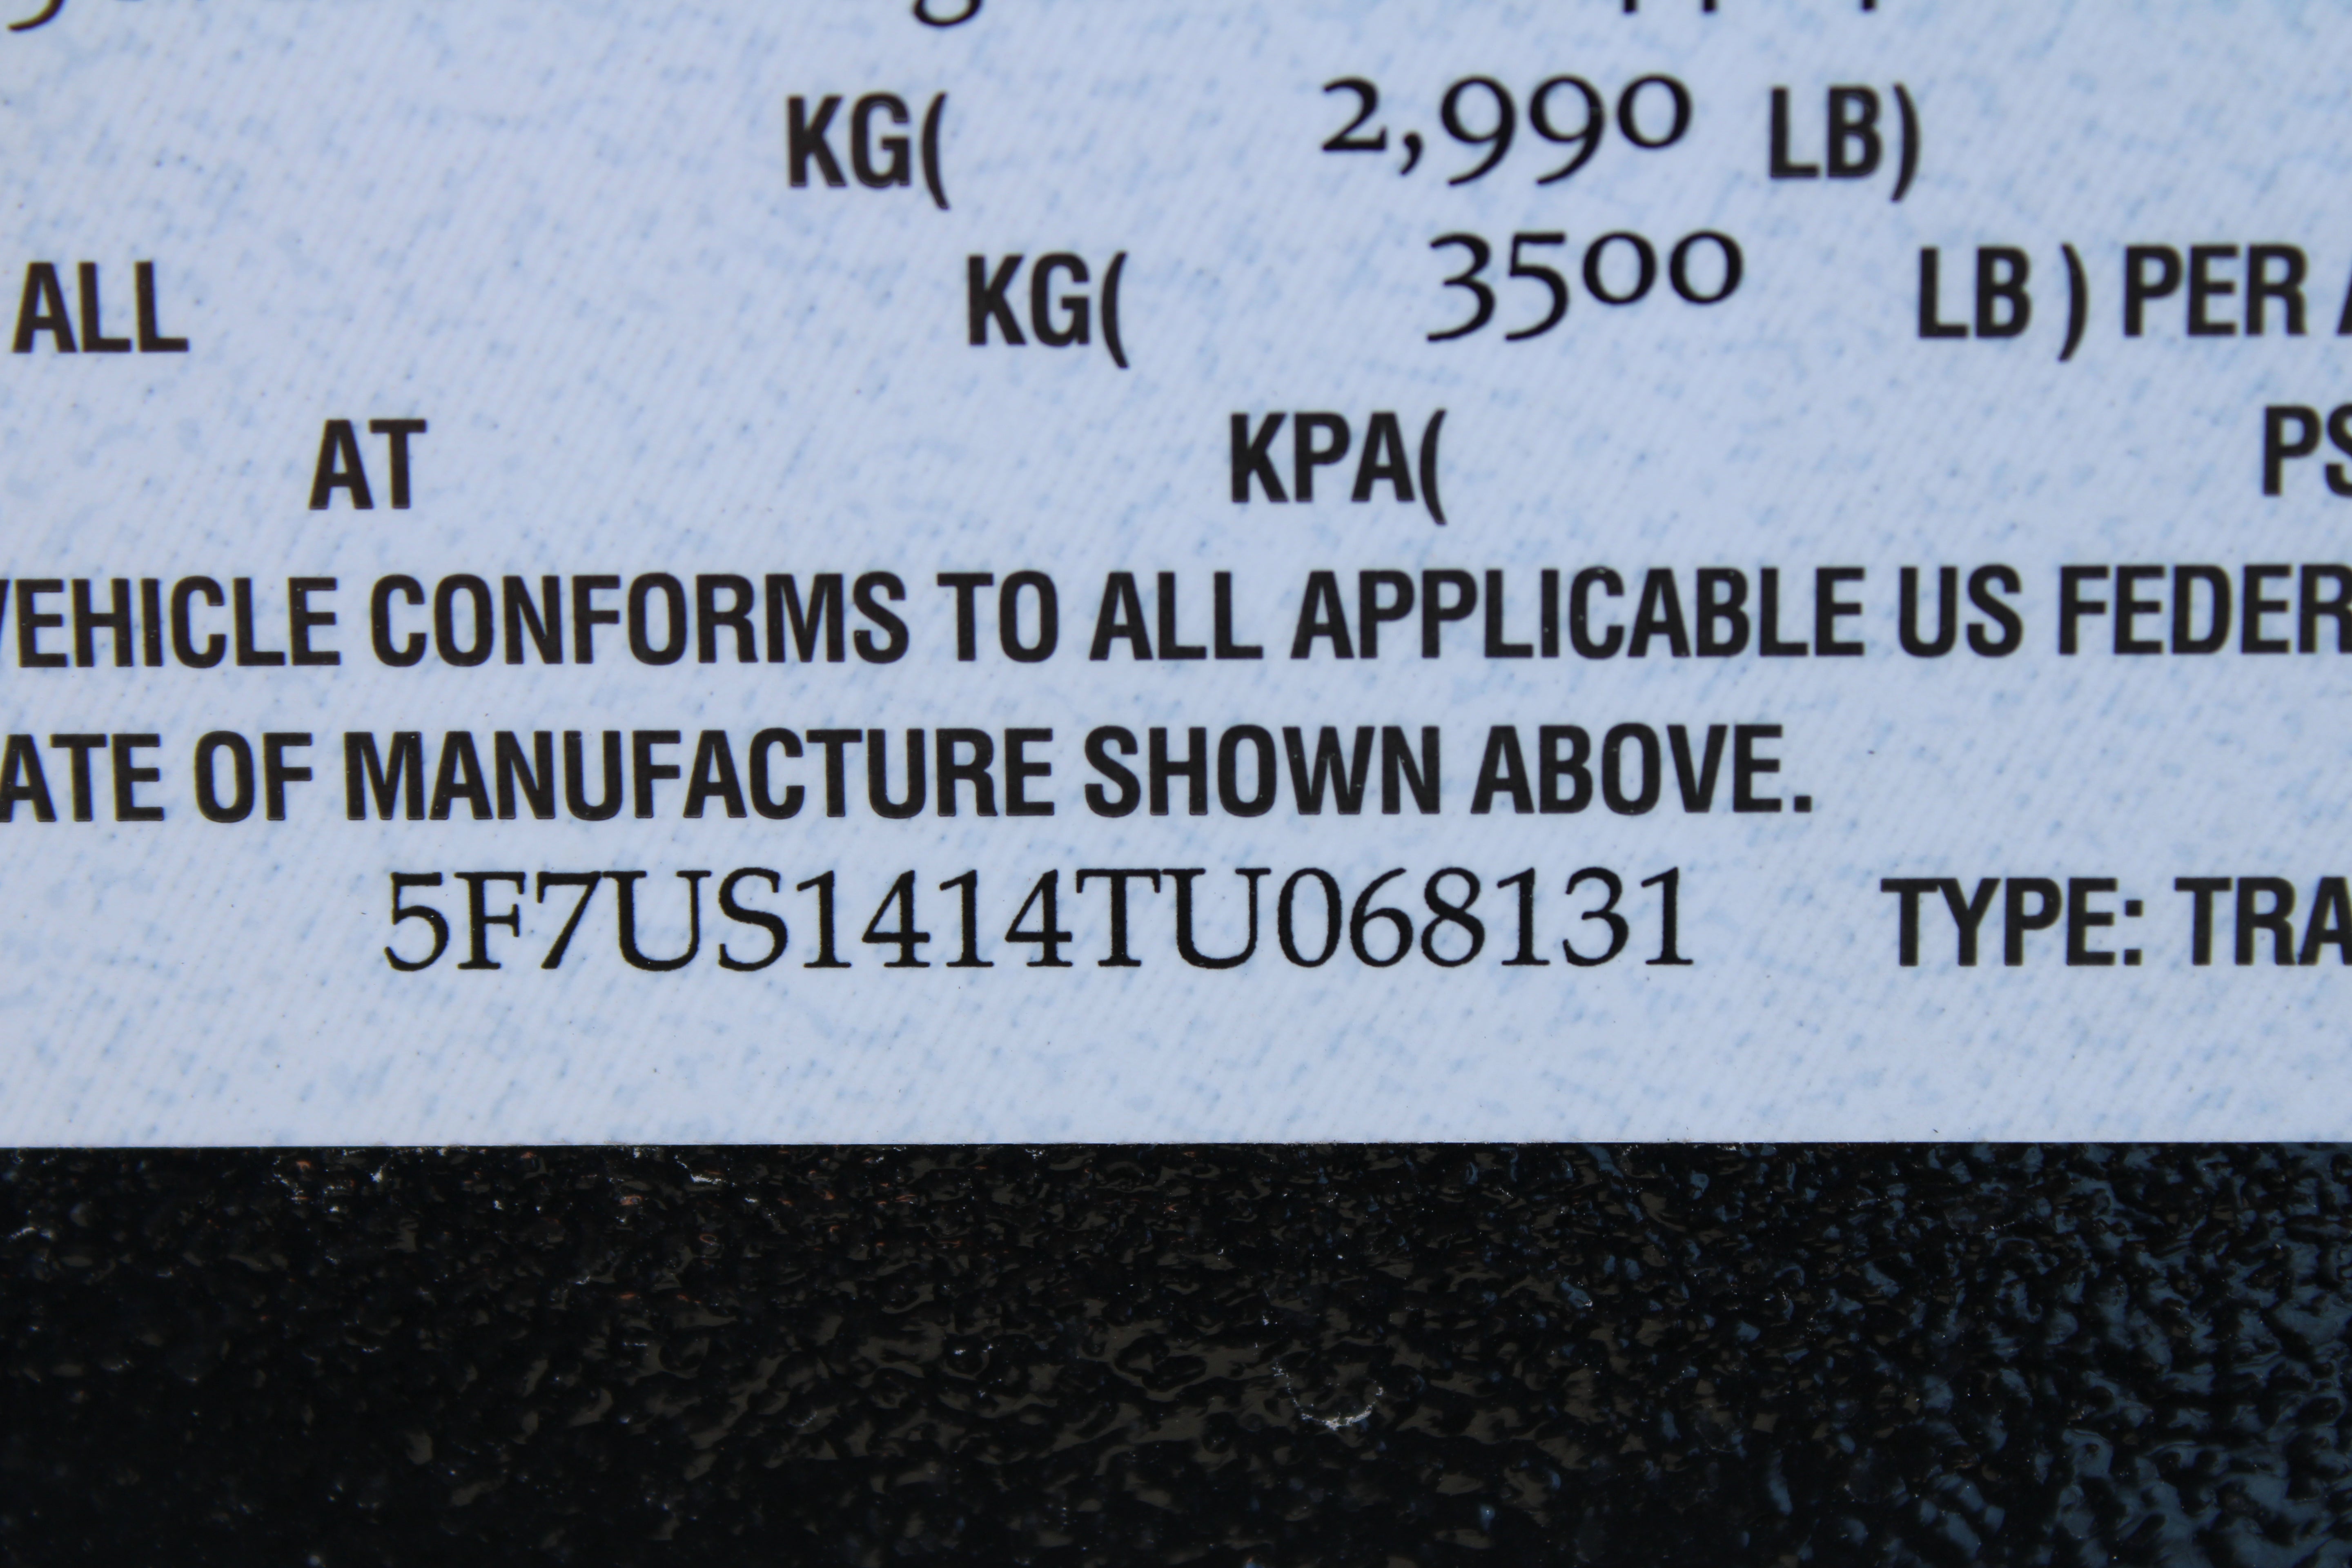 KG( 2,990 LB)
ALL KG( 3500 LB ) PER
AT KPA( PS
VEHICLE CONFORMS TO ALL APPLICABLE US FEDER
ATE OF MANUFACTURE SHOWN ABOVE.
5F7US1414TU068131 TYPE: TRA